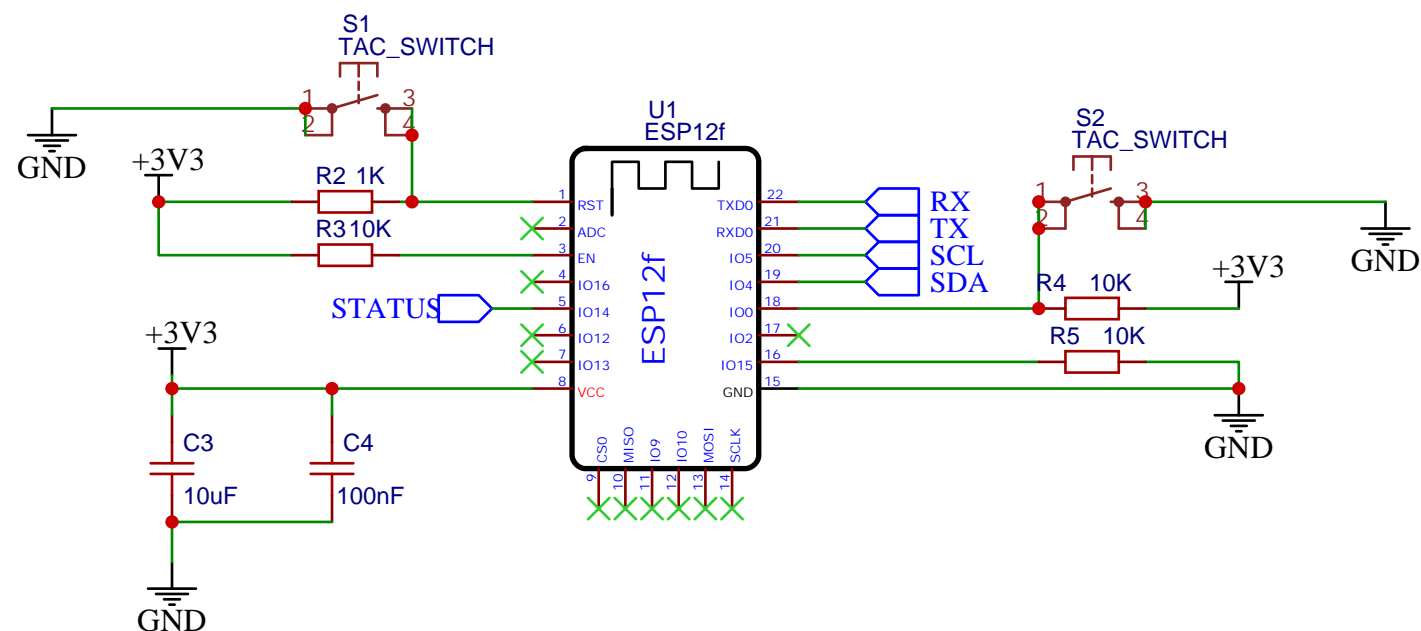 S1
TAC_SWITCH
1
2
3
4
GND
+3V3
R2 1K
R3 10K
STATUS
+3V3
C3
10uF
C4
100nF
GND
U1
ESP12f
ESP12f
1 RST
2 ADC
3 EN
4 IO16
5 IO14
6 IO12
7 IO13
8 VCC
9 CS0
10 MISO
11 IO9
12 IO10
13 MOSI
14 SCLK
TXD0 22
RXD0 21
IO5 20
IO4 19
IO0 18
IO2 17
IO15 16
GND 15
RX
TX
SCL
SDA
S2
TAC_SWITCH
1
2
3
4
GND
R4 10K
+3V3
R5 10K
GND